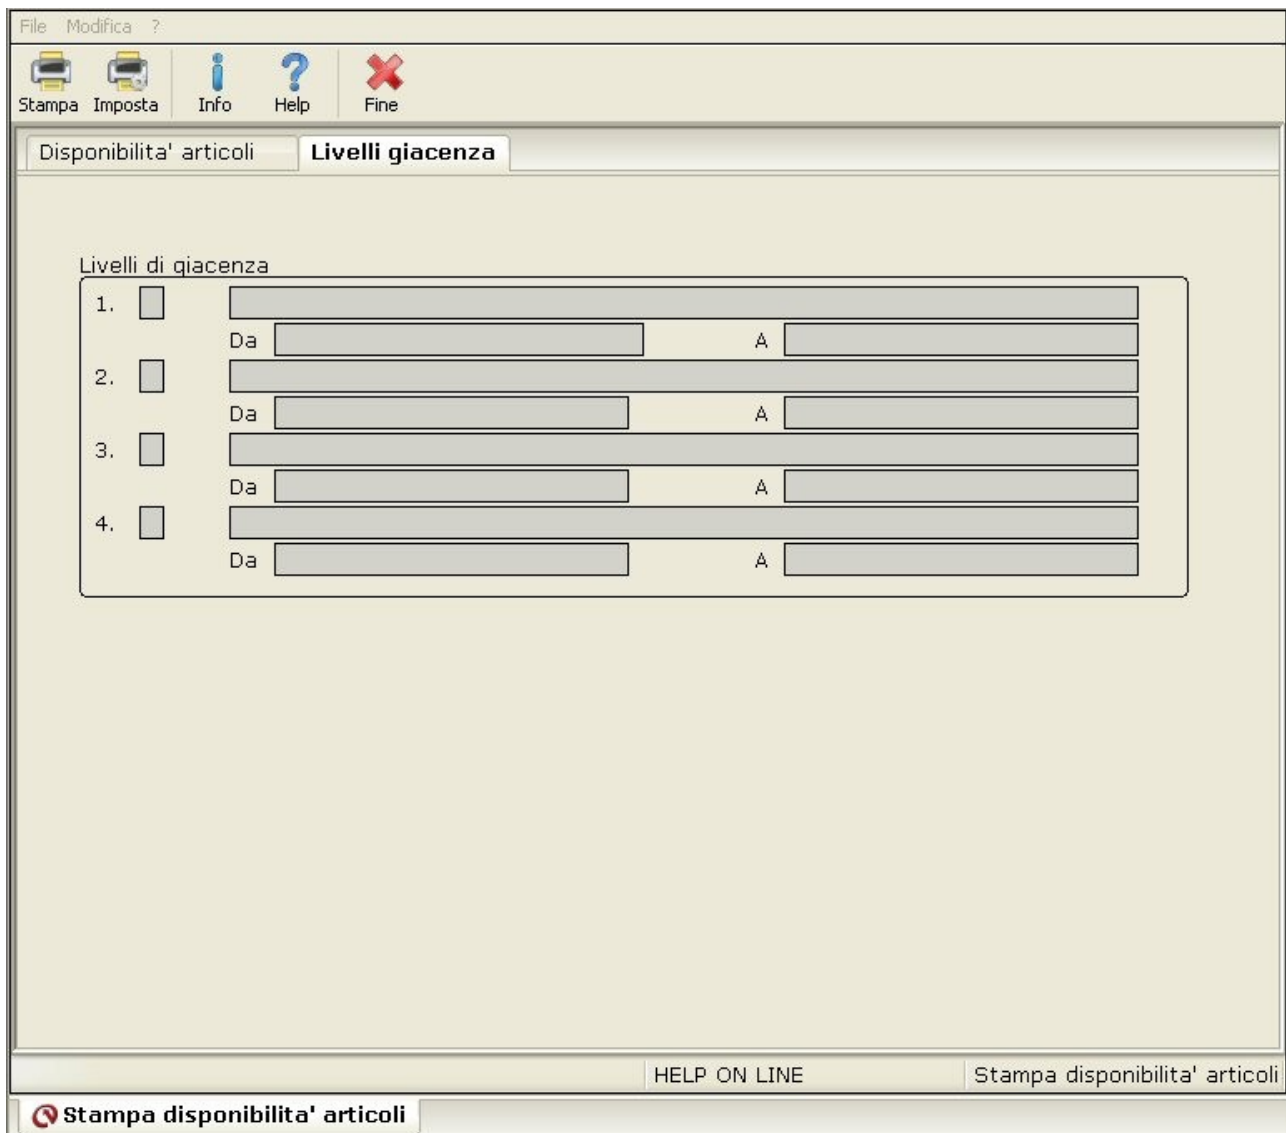 File Modifica ?
Stampa Imposta Info Help Fine
Disponibilita' articoli Livelli giacenza
Livelli di giacenza
1.
Da A
2.
Da A
3.
Da A
4.
Da A
HELP ON LINE Stampa disponibilita' articoli
Stampa disponibilita' articoli